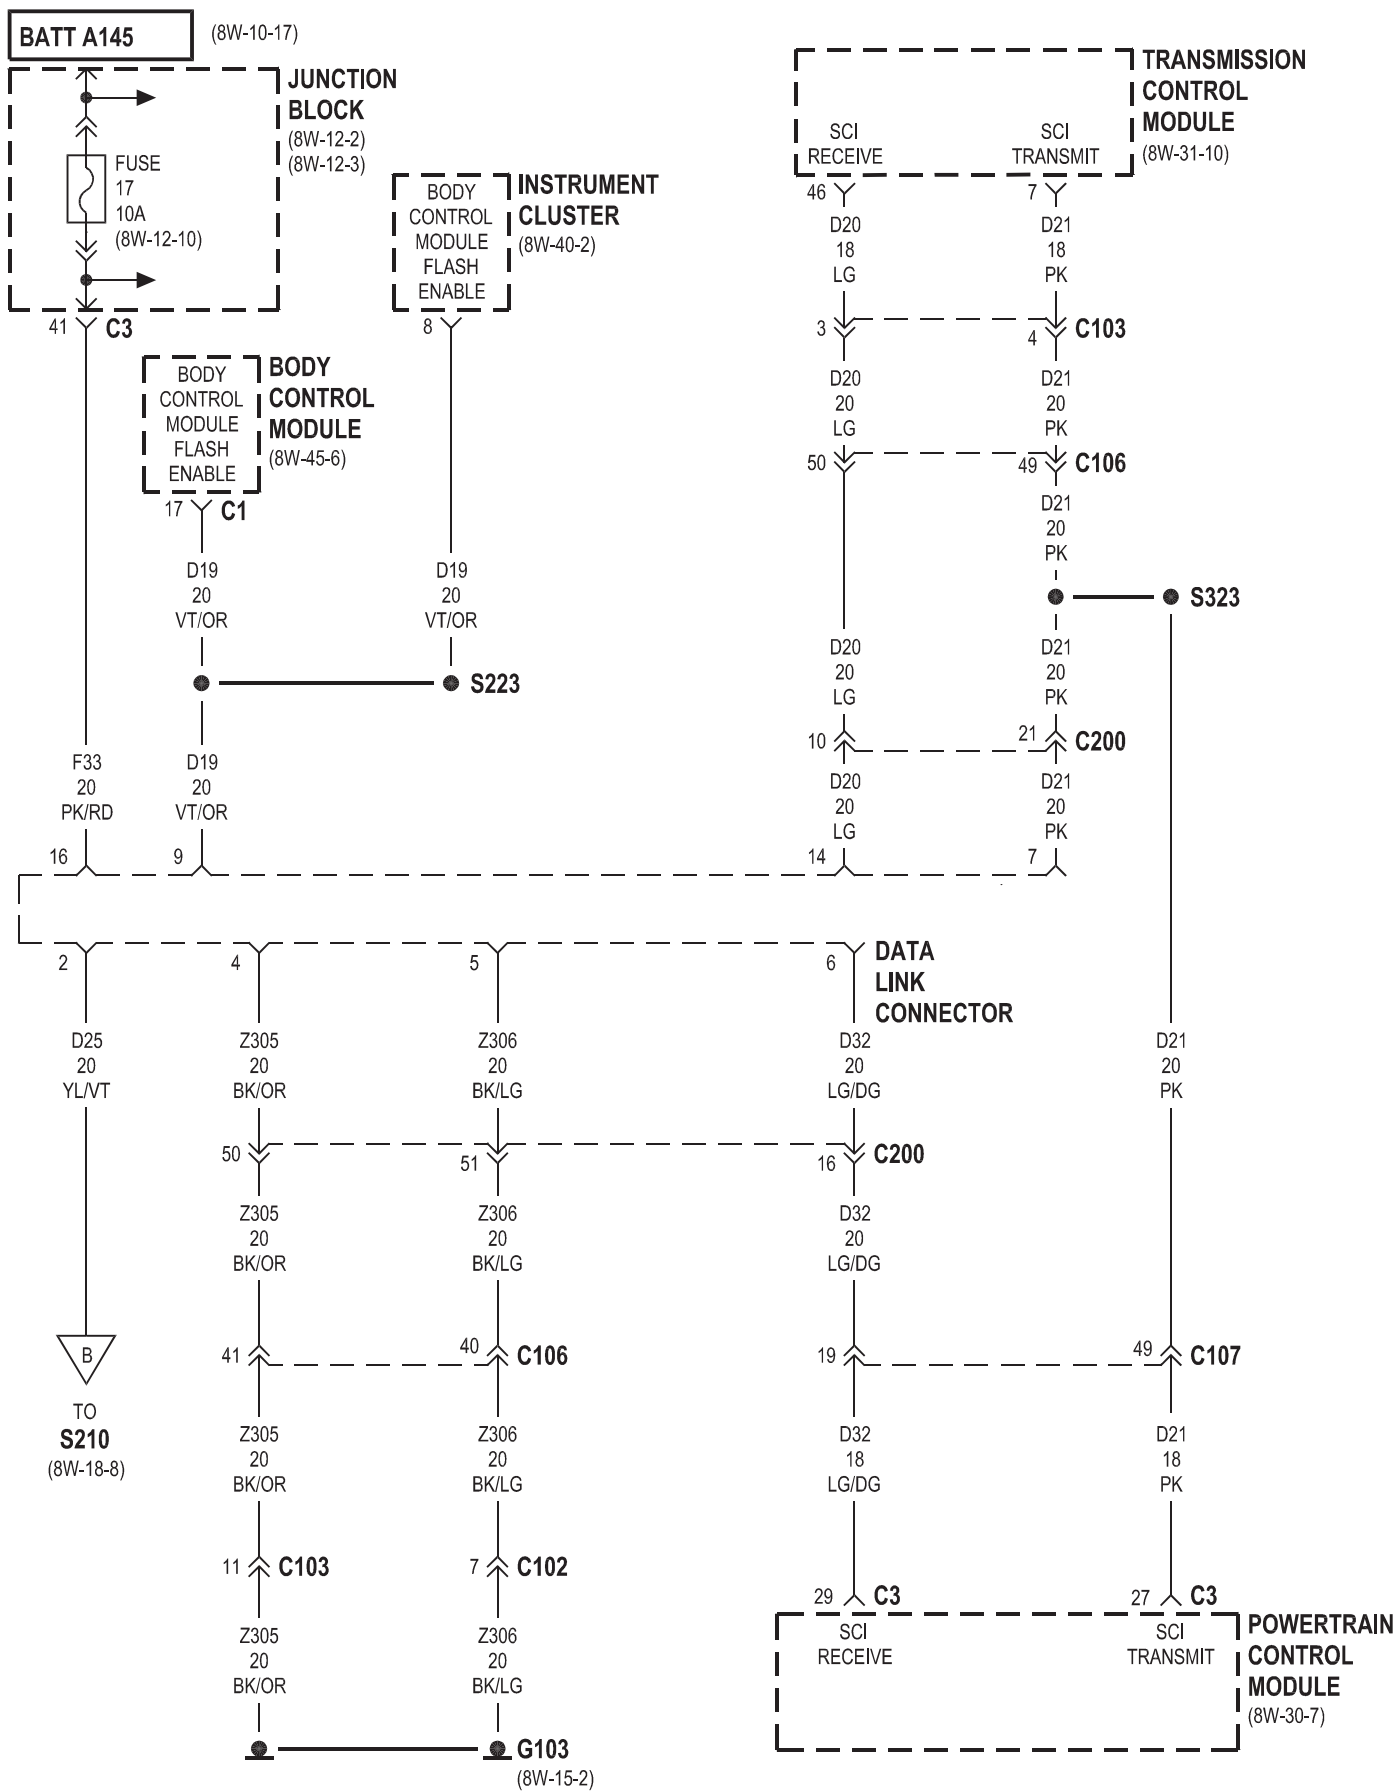 BATT A145
(8W-10-17)
JUNCTION
BLOCK
(8W-12-2)
(8W-12-3)
FUSE
17
10A
(8W-12-10)
41
C3
BODY
CONTROL
MODULE
FLASH
ENABLE
INSTRUMENT
CLUSTER
(8W-40-2)
8
BODY
CONTROL
MODULE
FLASH
ENABLE
BODY
CONTROL
MODULE
(8W-45-6)
17
C1
D19
20
VT/OR
D19
20
VT/OR
S223
F33
20
PK/RD
D19
20
VT/OR
TRANSMISSION
CONTROL
MODULE
(8W-31-10)
SCI
RECEIVE
SCI
TRANSMIT
46
7
D20
18
LG
D21
18
PK
3
4
C103
D20
20
LG
D21
20
PK
50
49
C106
D21
20
PK
S323
D20
20
LG
D21
20
PK
10
21
C200
D20
20
LG
D21
20
PK
16
9
14
7
2
4
5
6
DATA
LINK
CONNECTOR
D25
20
YL/VT
Z305
20
BK/OR
Z306
20
BK/LG
D32
20
LG/DG
D21
20
PK
50
51
16
C200
Z305
20
BK/OR
Z306
20
BK/LG
D32
20
LG/DG
B
TO
S210
(8W-18-8)
41
40
C106
19
49
C107
Z305
20
BK/OR
Z306
20
BK/LG
D32
18
LG/DG
D21
18
PK
11
C103
7
C102
29
C3
27
C3
Z305
20
BK/OR
Z306
20
BK/LG
SCI
RECEIVE
SCI
TRANSMIT
POWERTRAIN
CONTROL
MODULE
(8W-30-7)
G103
(8W-15-2)